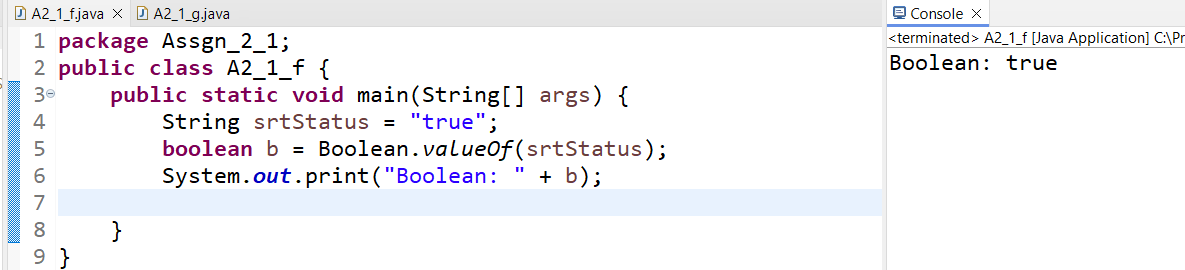 A2_1_f.java A2_1_g.java
1 package Assgn_2_1;
2 public class A2_1_f {
3 public static void main(String[] args) {
4 String srtStatus = "true";
5 boolean b = Boolean.valueOf(srtStatus);
6 System.out.print("Boolean: " + b);
7
8 }
9 }
Console
<terminated> A2_1_f [Java Application] C:\Pr
Boolean: true